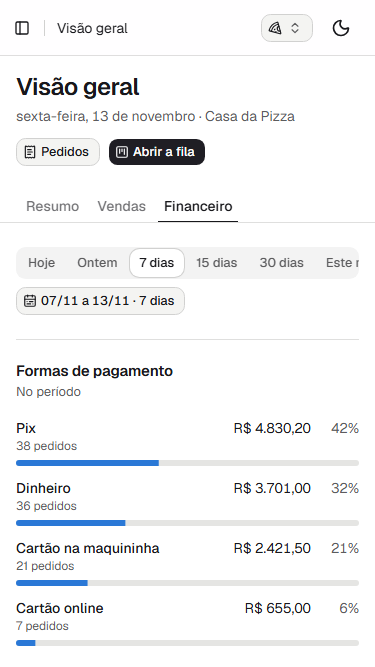 Visão geral
Visão geral
sexta-feira, 13 de novembro · Casa da Pizza
Pedidos
Abrir a fila
Resumo Vendas Financeiro
Hoje Ontem 7 dias 15 dias 30 dias Este
07/11 a 13/11 · 7 dias
Formas de pagamento
No período
Pix R$ 4.830,20 42%
38 pedidos
Dinheiro R$ 3.701,00 32%
36 pedidos
Cartão na maquininha R$ 2.421,50 21%
21 pedidos
Cartão online R$ 655,00 6%
7 pedidos